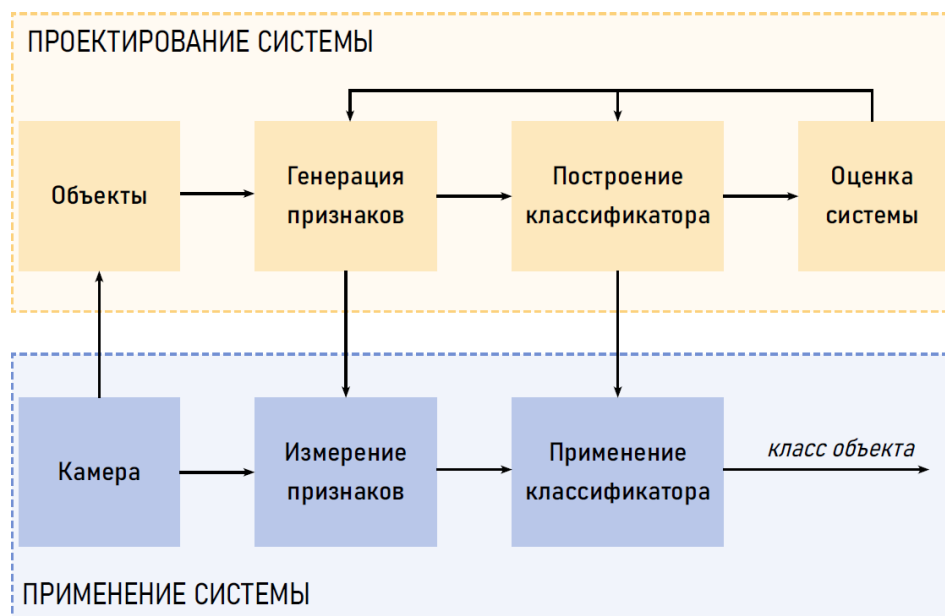 ПРОЕКТИРОВАНИЕ СИСТЕМЫ
Объекты
Генерация
признаков
Построение
классификатора
Оценка
системы
Камера
Измерение
признаков
Применение
классификатора
класс объекта
ПРИМЕНЕНИЕ СИСТЕМЫ